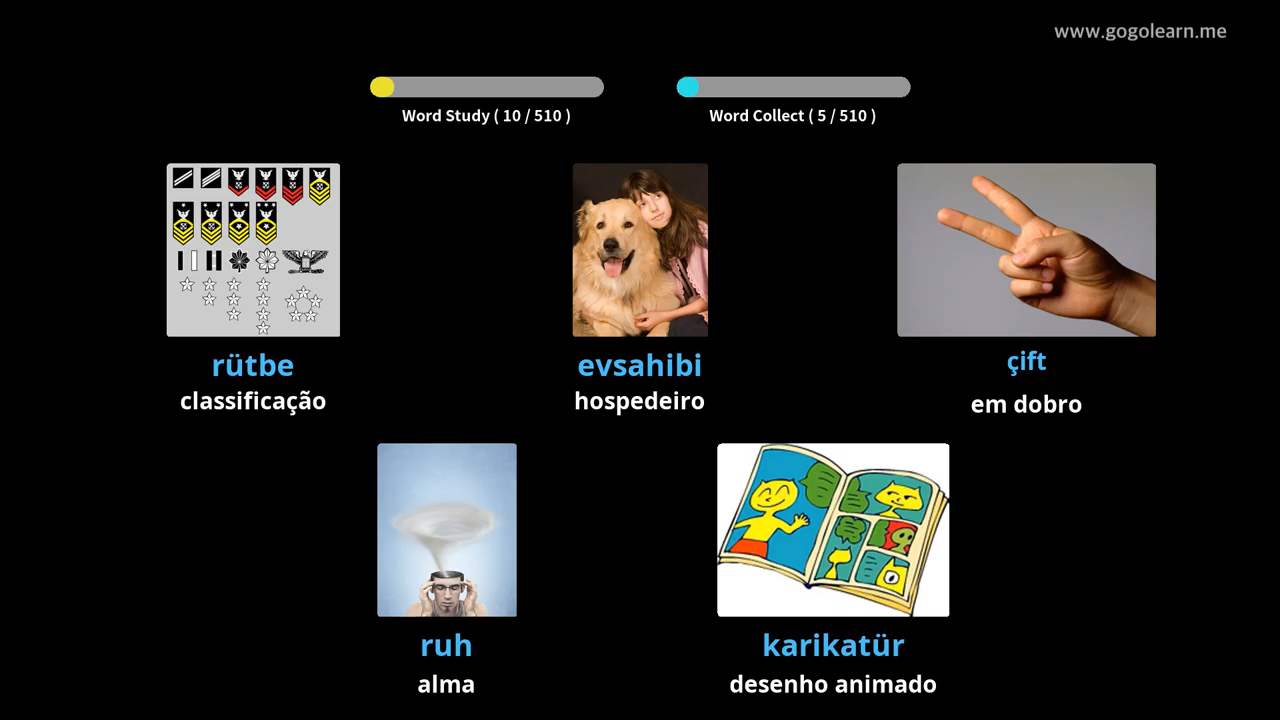 www.gogolearn.me
Word Study ( 10 / 510 )
Word Collect ( 5 / 510 )
rütbe
classificação
evsahibi
hospedeiro
çift
em dobro
ruh
alma
karikatür
desenho animado